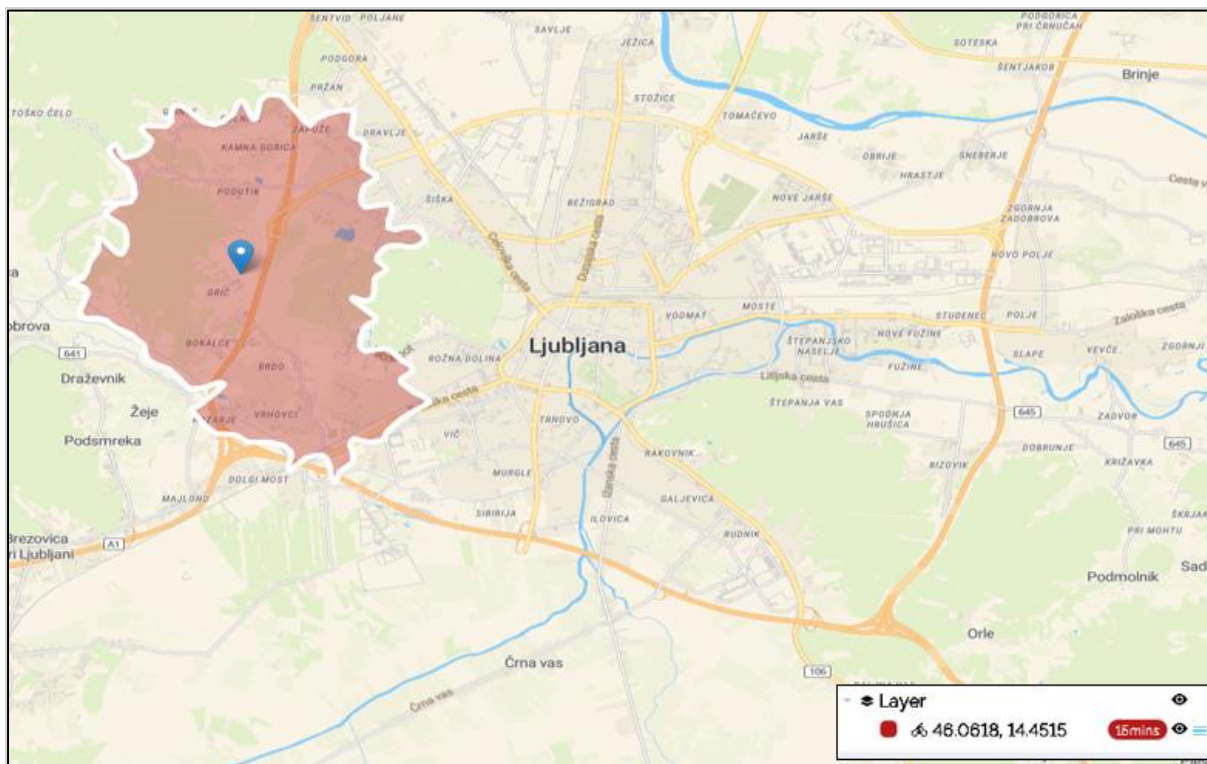 ŠENTVID
POLJANE
SAVLJE
JEŽICA
PODGORICA
PRI ČRNUČAH
SOTESKA
ŠENTJAKOB
Brinje
PODGORA
PRŽAN
STOŽICE
TOMAČEVO
JARŠE
OBRIJE
SNEBERJE
HRASTJE
TOŠKO ČELO
DRAVLJE
KAMNA GORICA
PODUTIK
ŠIŠKA
BEŽIGRAD
NOVE JARŠE
ZGORNJA
ZADOBROVA
Celovška cesta
Dunajska cesta
NOVO POLJE
GRIČ
VODMAT
MOSTE
STUDENEC
POLJE
Zaloška cesta
NOVE FUŽINE
obrova
641
BOKALCE
BRDO
ROŽNA DOLINA
Ljubljana
ŠTEPANJSKO
NASELJE
FUŽINE
SLAPE
VEVČE
ZGORNJI
Draževnik
Litijska cesta
Žeje
VRHOVCI
TRNOVO
ŠTEPANJA VAS
SPODNJA
HRUŠICA
645
ZADVOR
Podsmreka
VIČ
RAKOVNIK
DOBRUNJE
645
BIZOVIK
KRIŽAVKA
DOLGI MOST
MURGLE
Ižanska cesta
GALJEVICA
MAJLOND
SIBIRIJA
ILOVICA
RUDNIK
Brezovica
ri Ljubljani
A1
PRI MOHTU
ŠKRJAN
Podmolnik
Sad
Orle
Črna vas
Črna vas
106
Layer
46.0618, 14.4515
15mins